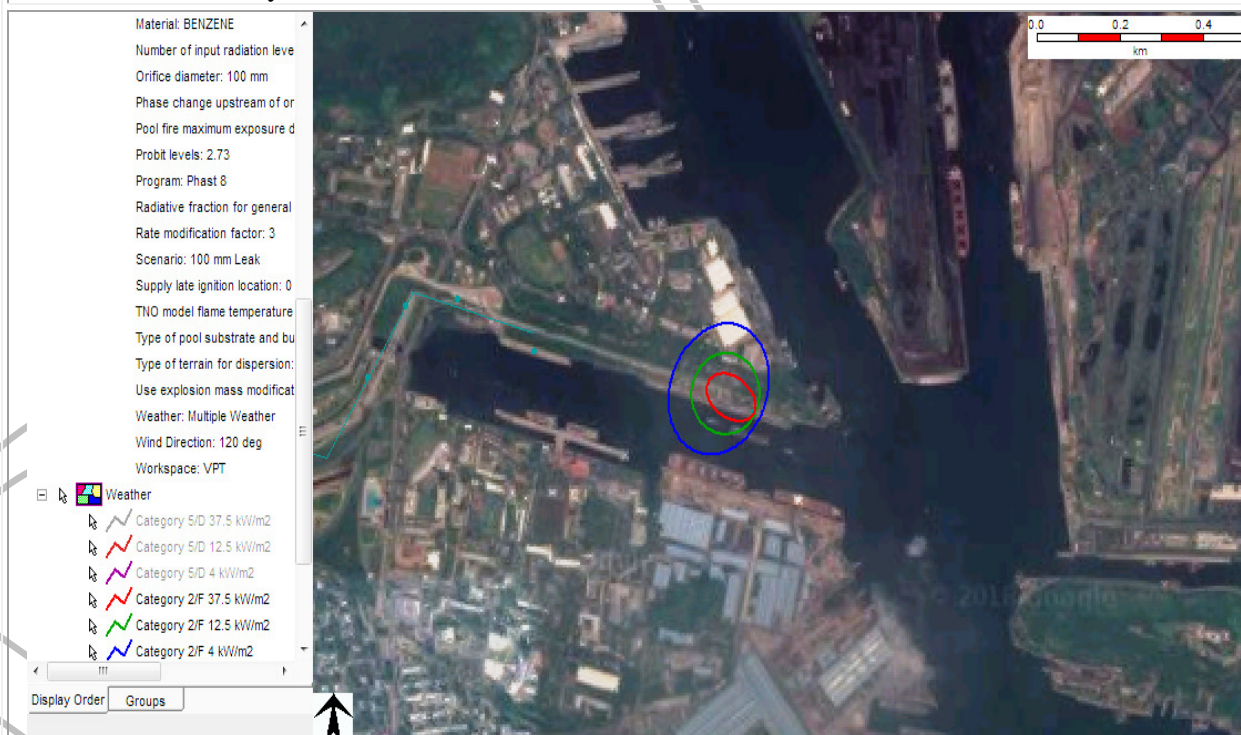 Material: BENZENE
Number of input radiation leve
Orifice diameter: 100 mm
Phase change upstream of or
Pool fire maximum exposure d
Probit levels: 2.73
Program: Phast 8
Radiative fraction for general
Rate modification factor: 3
Scenario: 100 mm Leak
Supply late ignition location: 0
TNO model flame temperature
Type of pool substrate and bu
Type of terrain for dispersion:
Use explosion mass modificat
Weather: Multiple Weather
Wind Direction: 120 deg
Workspace: VPT
Weather
Category 5/D 37.5 kW/m2
Category 5/D 12.5 kW/m2
Category 5/D 4 kW/m2
Category 2/F 37.5 kW/m2
Category 2/F 12.5 kW/m2
Category 2/F 4 kW/m2
Display Order Groups
0.0 0.2 0.4
km